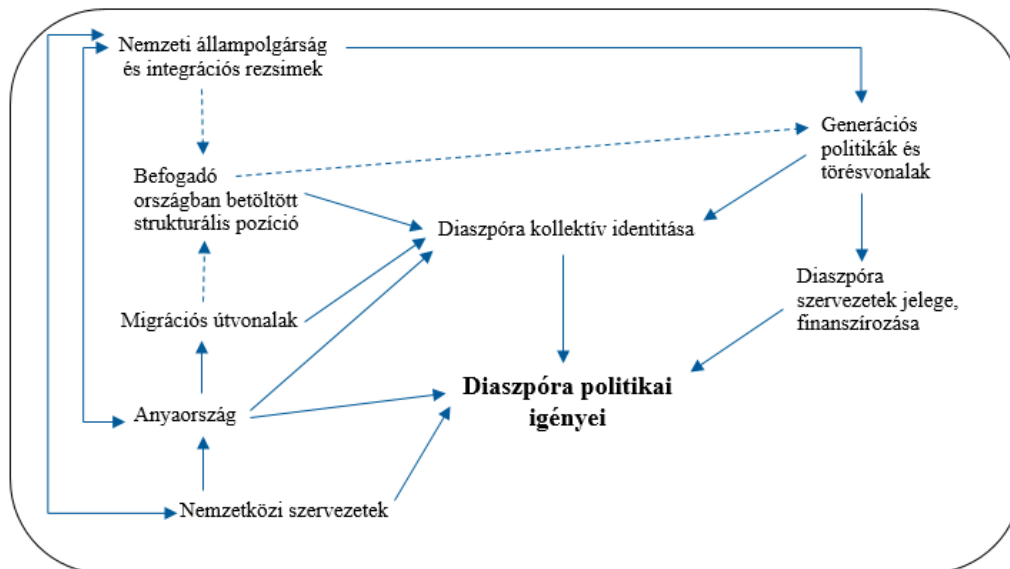 Nemzeti állampolgárság
és integrációs rezsimek
Generációs
politikák és
törésvonalak
Befogadó
országban betöltött
strukturális pozíció
Diaszpóra kollektív identitása
Diaszpóra
szervezetek jelege,
finanszírozása
Migrációs útvonalak
Diaszpóra politikai
igényei
Anyaország
Nemzetközi szervezetek